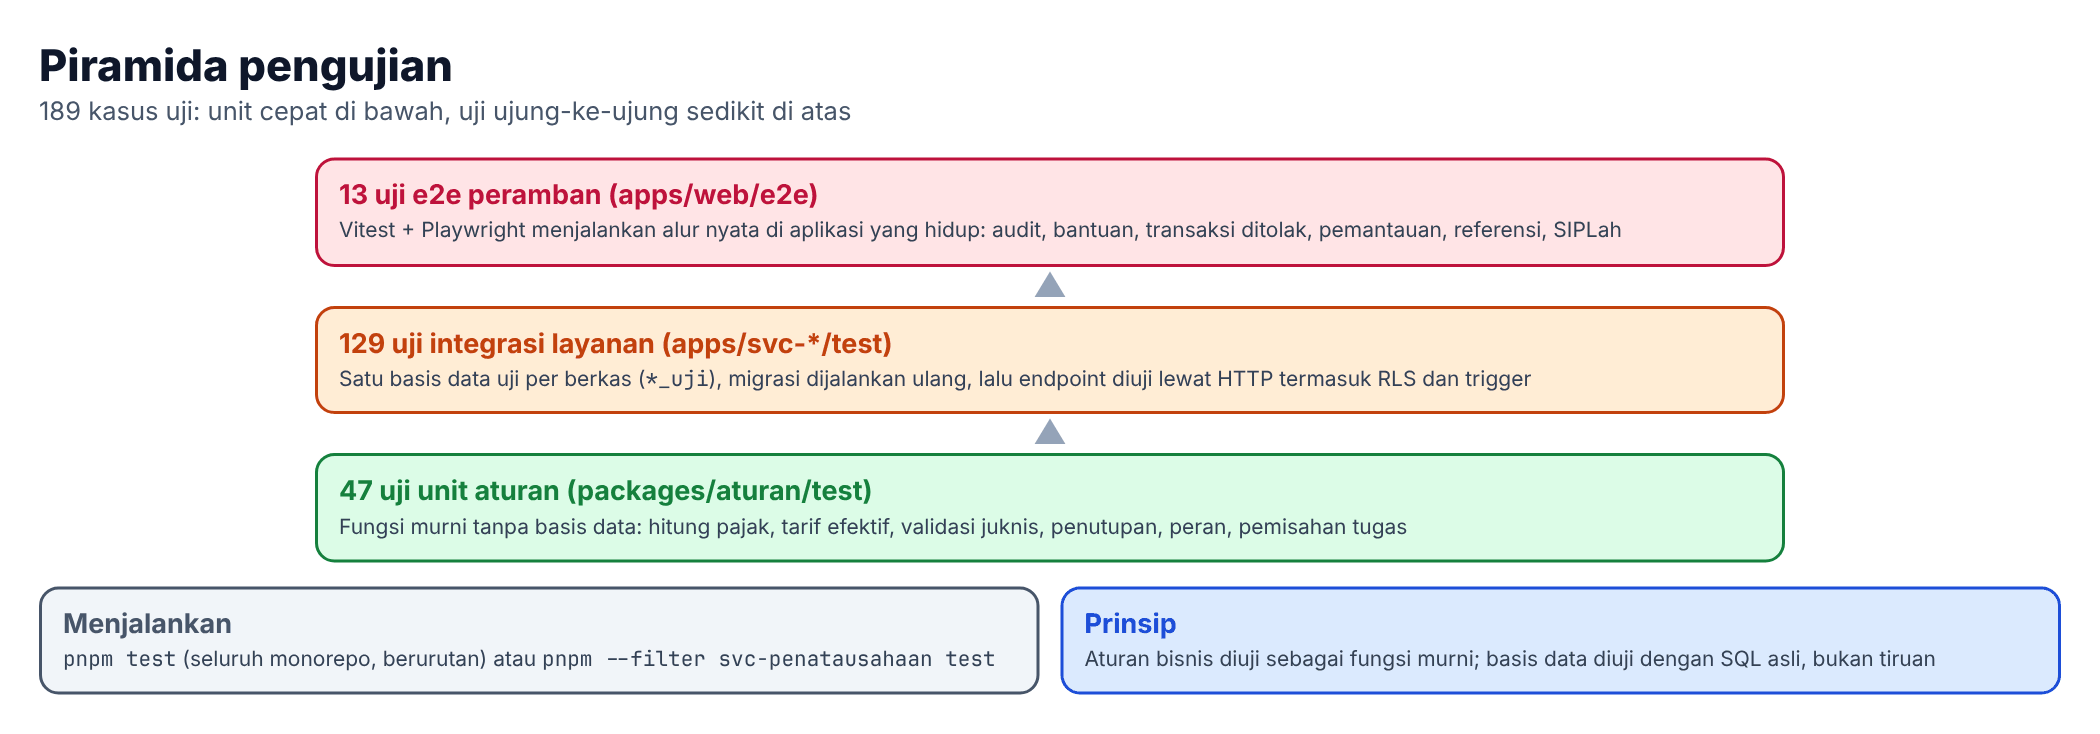 Piramida pengujian
189 kasus uji: unit cepat di bawah, uji ujung-ke-ujung sedikit di atas
13 uji e2e peramban (apps/web/e2e)
Vitest + Playwright menjalankan alur nyata di aplikasi yang hidup: audit, bantuan, transaksi ditolak, pemantauan, referensi, SIPLah
129 uji integrasi layanan (apps/svc-*/test)
Satu basis data uji per berkas (*_uji), migrasi dijalankan ulang, lalu endpoint diuji lewat HTTP termasuk RLS dan trigger
47 uji unit aturan (packages/aturan/test)
Fungsi murni tanpa basis data: hitung pajak, tarif efektif, validasi juknis, penutupan, peran, pemisahan tugas
Menjalankan
pnpm test (seluruh monorepo, berurutan) atau pnpm --filter svc-penatausahaan test
Prinsip
Aturan bisnis diuji sebagai fungsi murni; basis data diuji dengan SQL asli, bukan tiruan